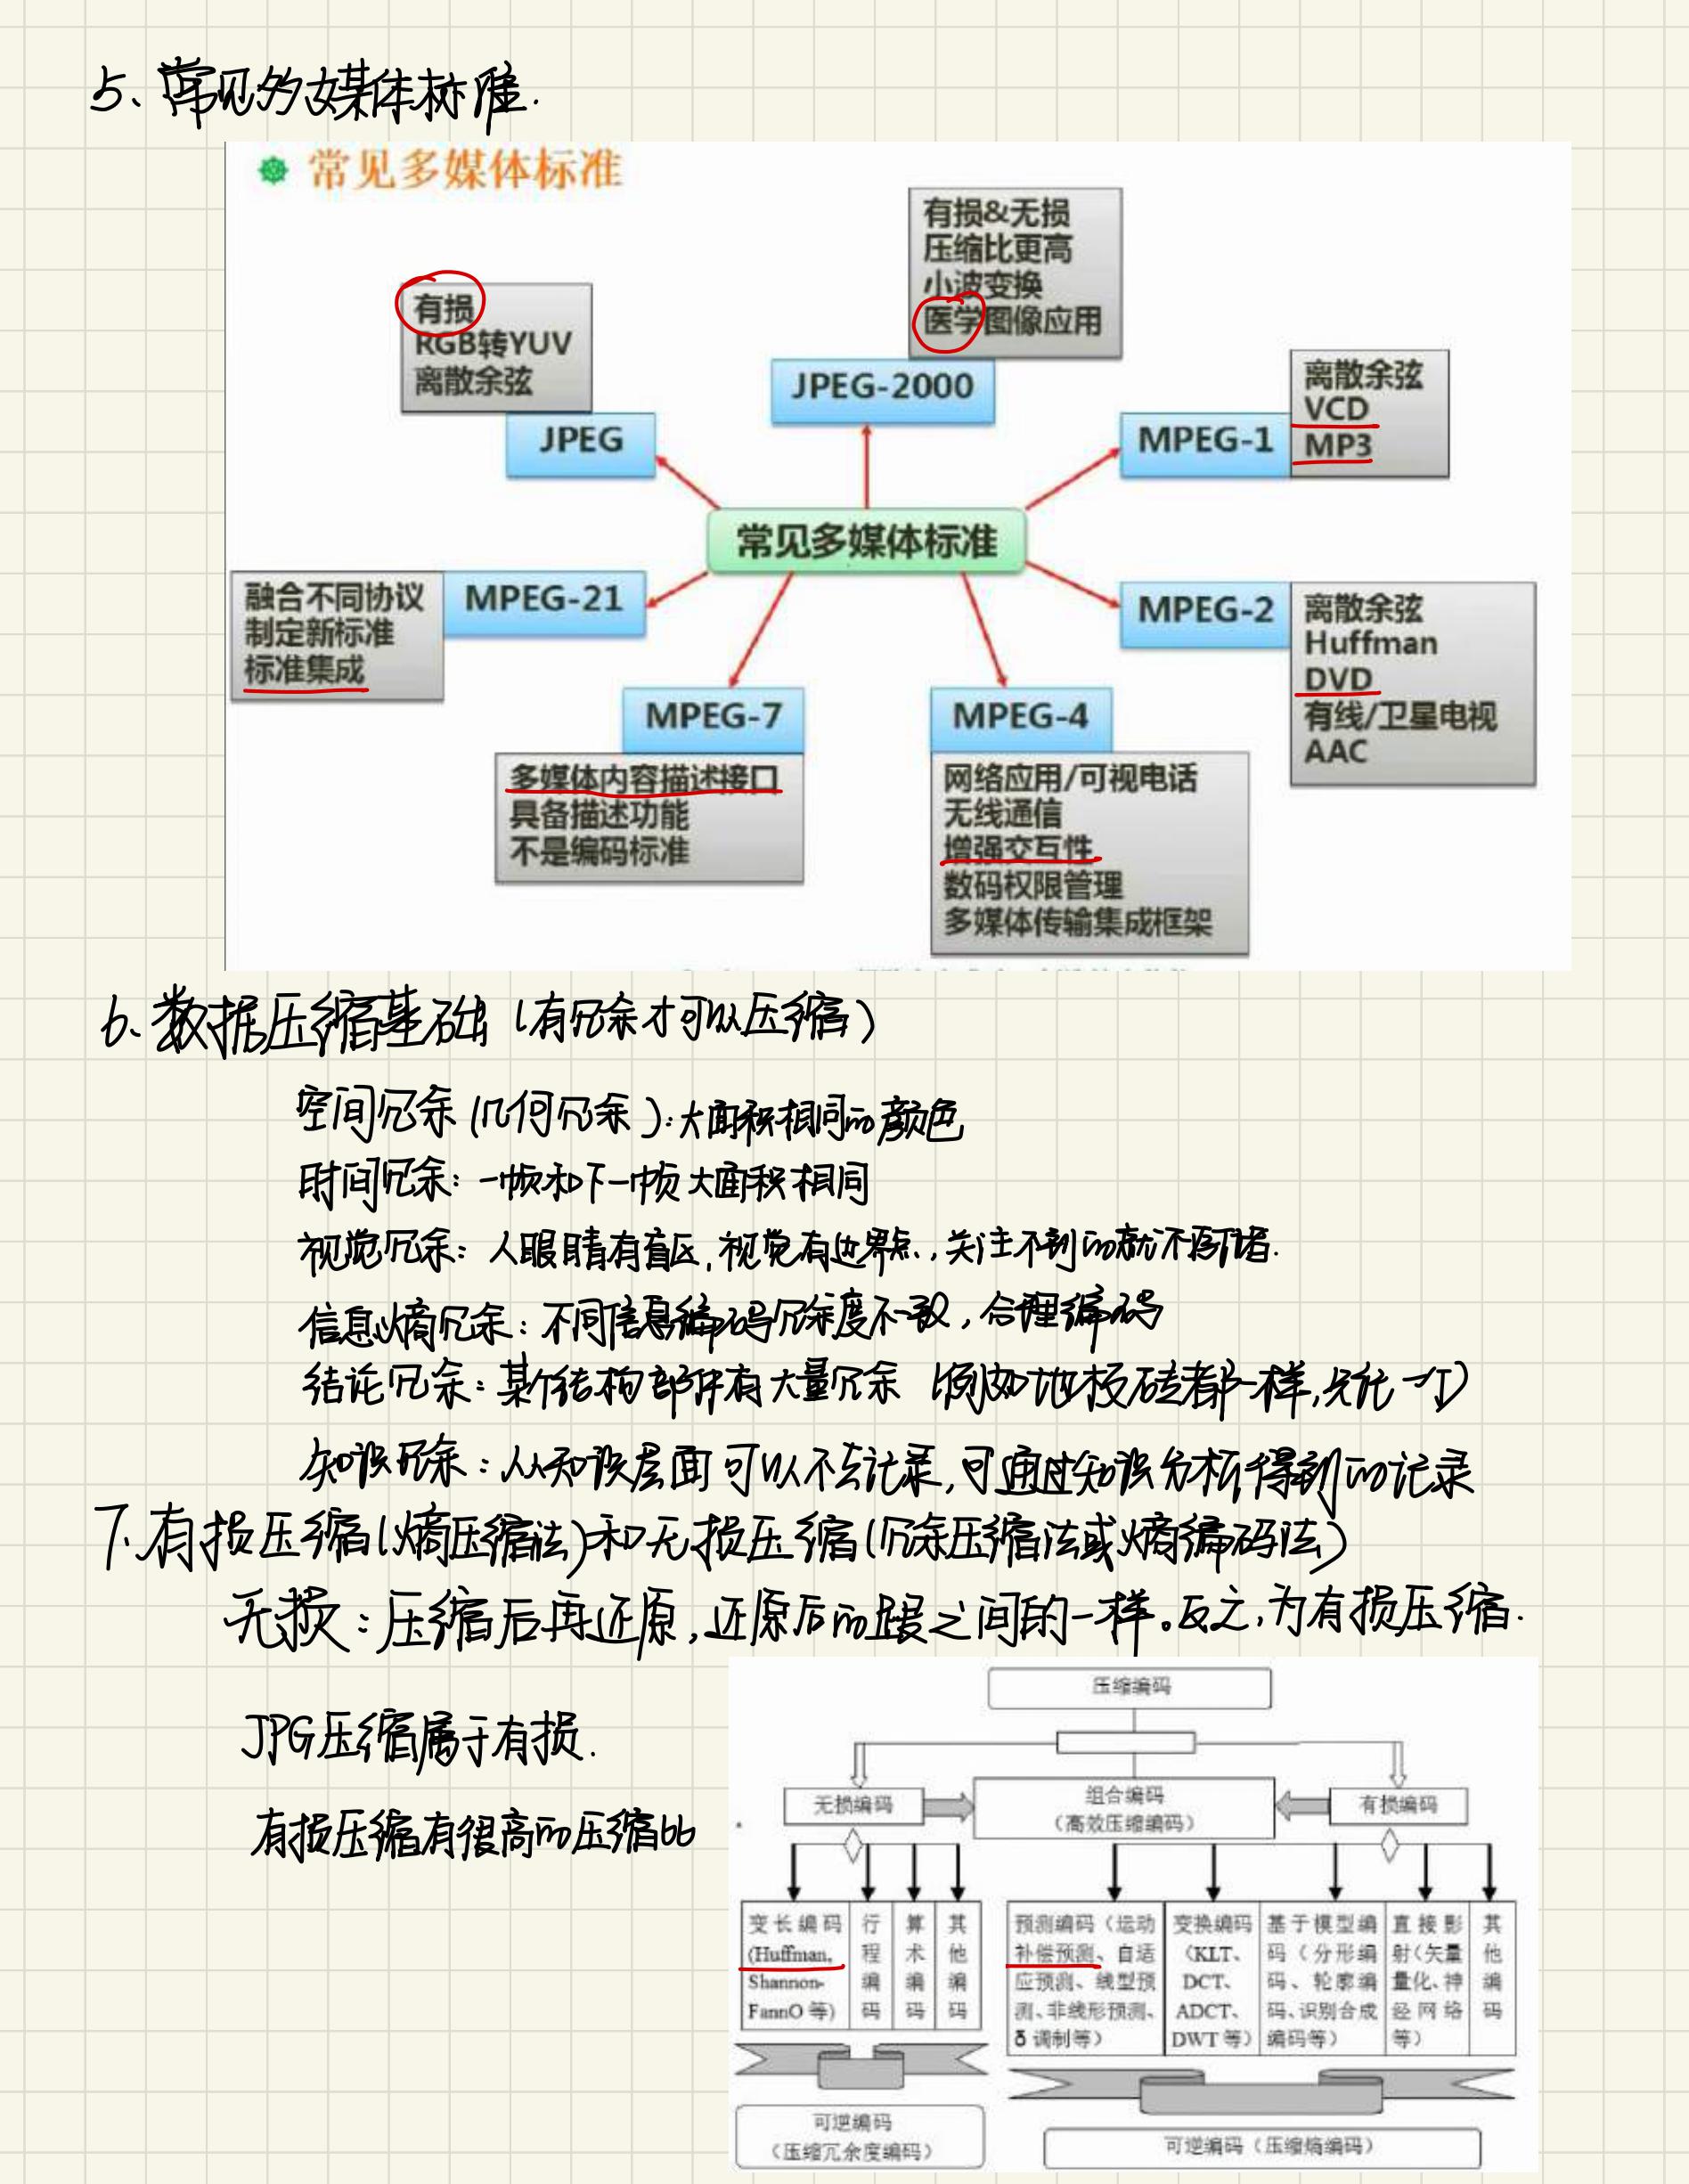 5、常见的媒体标准.
常见多媒体标准
有损&无损
压缩比更高
小波变换
医学图像应用
JPEG-2000
有损
RGB转YUV
离散余弦
JPEG
离散余弦
VCD
MP3
MPEG-1
常见多媒体标准
融合不同协议
制定新标准
标准集成
MPEG-21
MPEG-2
离散余弦
Huffman
DVD
有线/卫星电视
AAC
MPEG-7
多媒体内容描述接口
具备描述功能
不是编码标准
MPEG-4
网络应用/可视电话
无线通信
增强交互性
数码权限管理
多媒体传输集成框架
6、数据压缩基础（有冗余才可以压缩）
空间冗余（几何冗余）：大面积相同的颜色
时间冗余：一帧和下一帧大面积相同
视觉冗余：人眼睛有盲区，视觉有边界点，关注不到的就不存储.
信息熵冗余：不同信息编码冗余度不一致，合理编码
结论冗余：某个结构部件有大量冗余（例如地板砖都一样，只记一个）
知识冗余：从知识层面可以不去记录，可通过知识分析得到的记录
7、有损压缩（熵压缩法）和无损压缩（冗余压缩法或熵编码法）
无损：压缩后再还原，还原后的跟之间的一样。反之，为有损压缩.
JPG压缩属于有损.
有损压缩有很高的压缩比
压缩编码
无损编码
组合编码
（高效压缩编码）
有损编码
变长编码
(Huffman、
Shannon-
FannO 等)
行程编码
算术编码
其他编码
预测编码（运动
补偿预测、自适
应预测、线型预
测、非线形预测、
δ 调制等）
变换编码
（KLT、
DCT、
ADCT、
DWT 等）
基于模型编
码（分形编
码、轮廓编
码、识别合成
编码等）
直接影
射（矢量
量化、神
经网络
等）
其他编码
可逆编码
（压缩冗余度编码）
可逆编码（压缩熵编码）